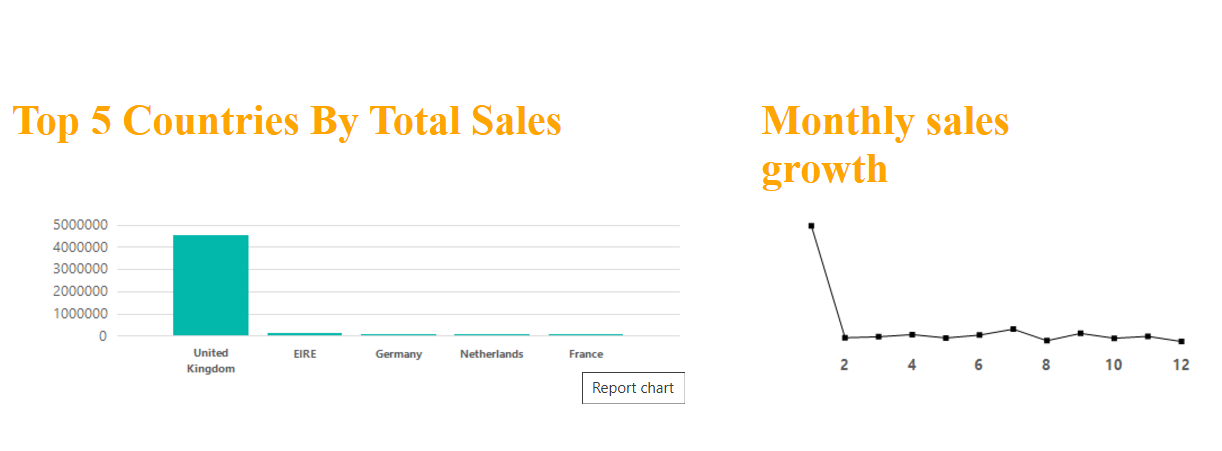 Top 5 Countries By Total Sales
Monthly sales
growth
5000000
4000000
3000000
2000000
1000000
0
United
Kingdom
EIRE
Germany
Netherlands
France
Report chart
2
4
6
8
10
12